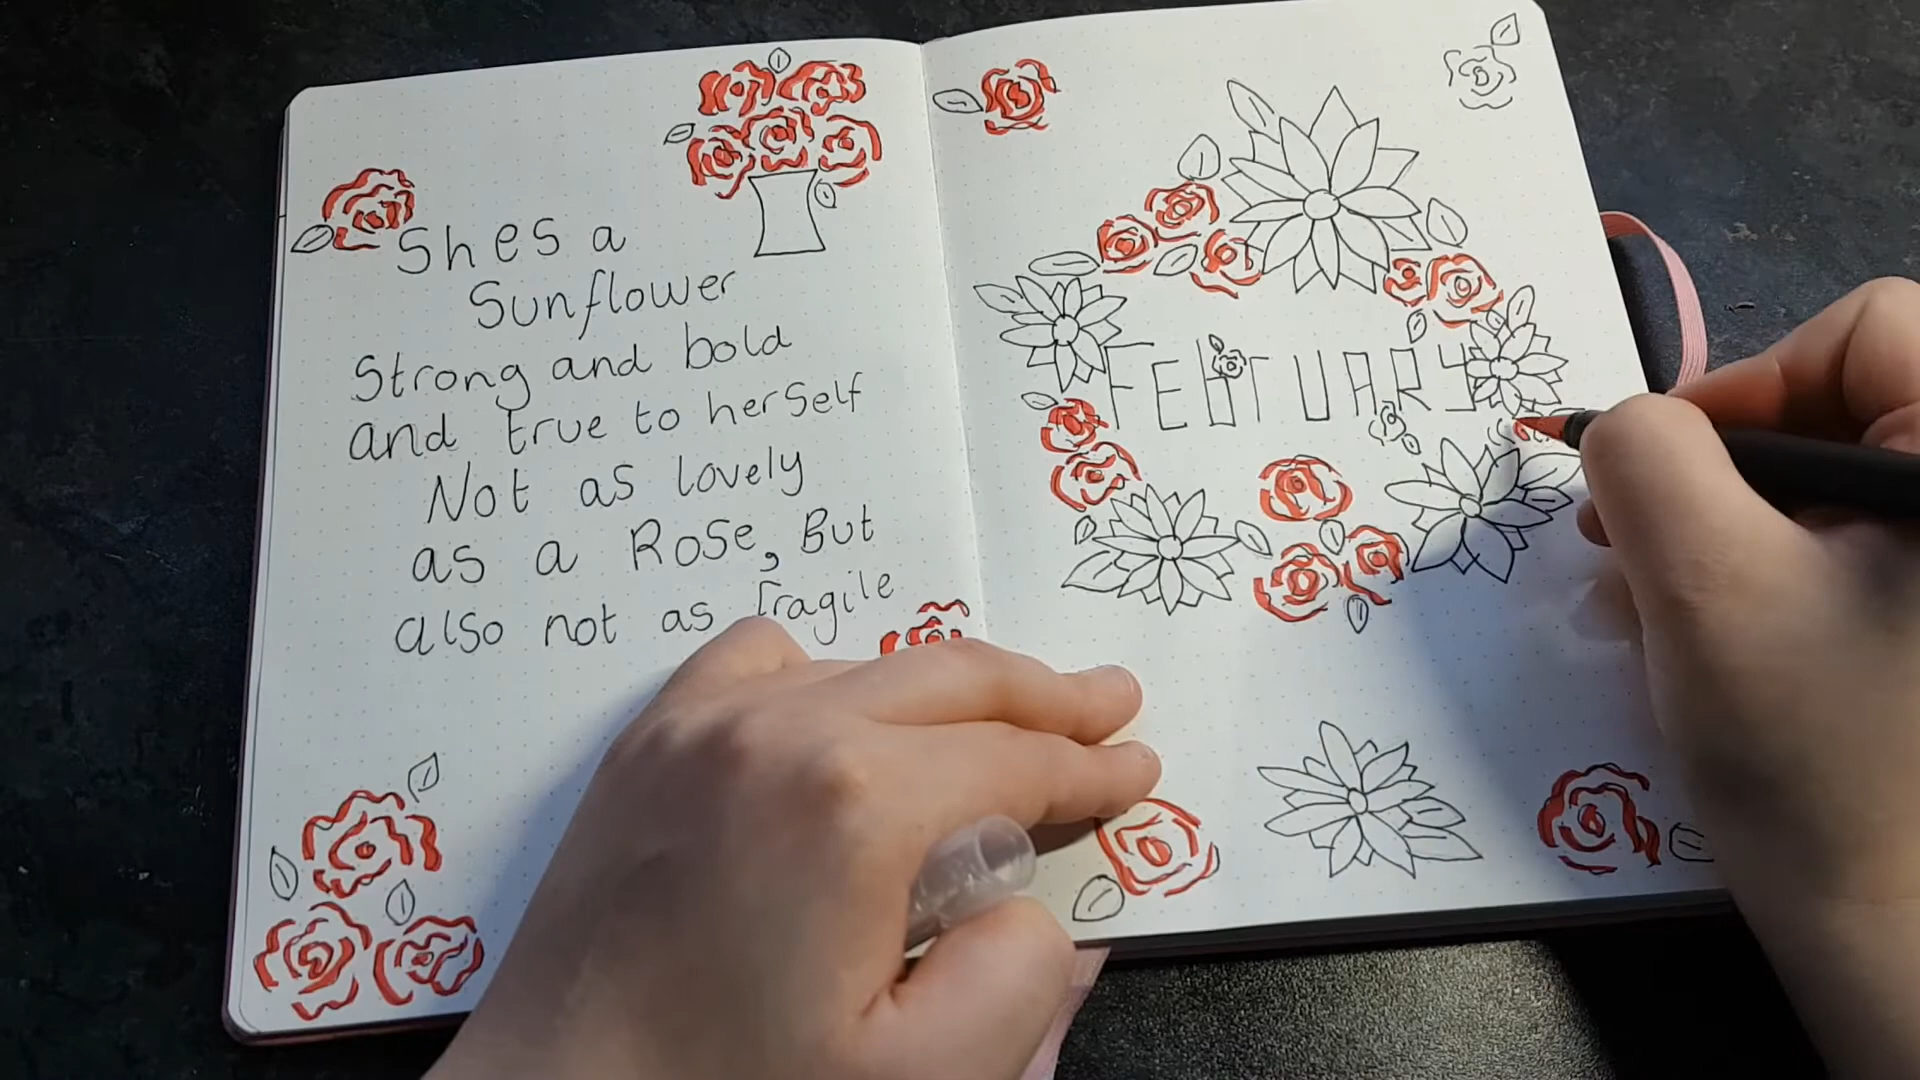 Shes a
Sunflower
Strong and bold
and true to herself
Not as lovely
as a Rose, But
also not as fragile
February